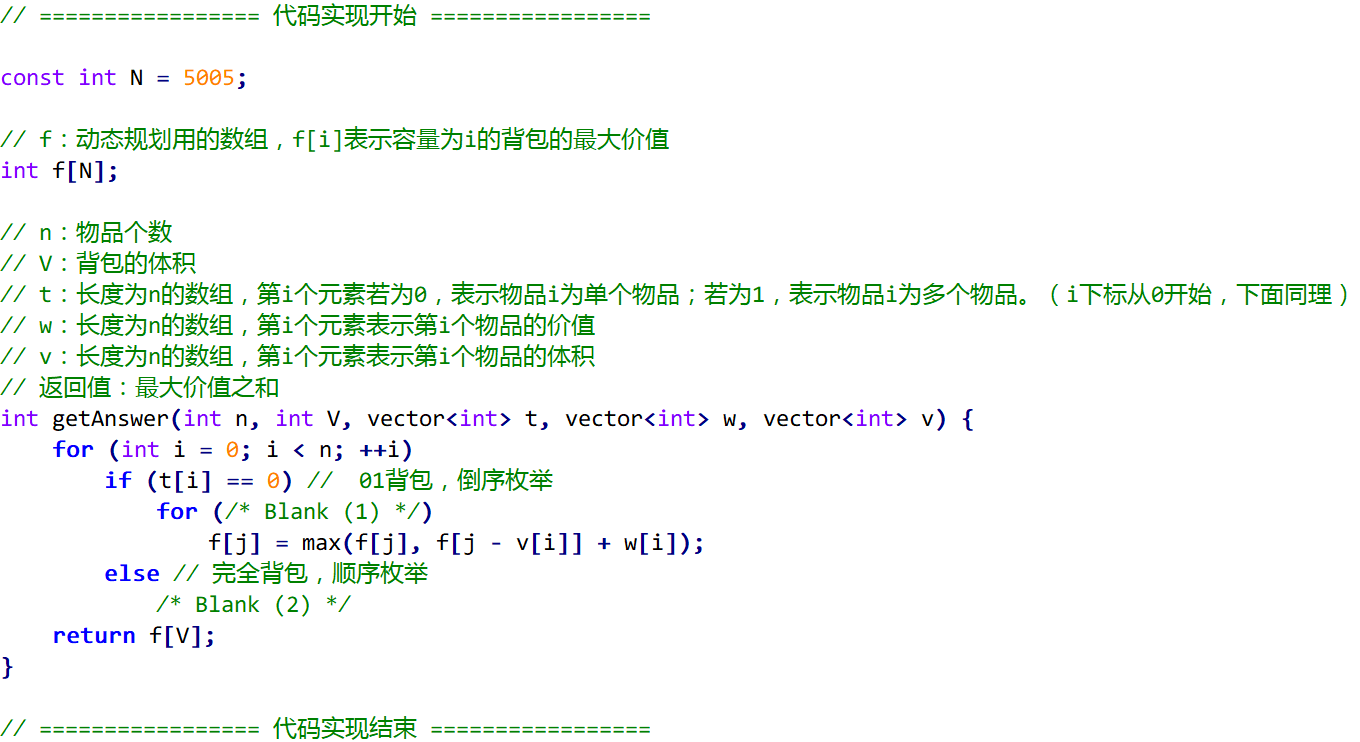 // ================= 代码实现开始 =================
const int N = 5005;
// f：动态规划用的数组，f[i]表示容量为i的背包的最大价值
int f[N];
// n：物品个数
// V：背包的体积
// t：长度为n的数组，第i个元素若为0，表示物品i为单个物品；若为1，表示物品i为多个物品。（i下标从0开始，下面同理）
// w：长度为n的数组，第i个元素表示第i个物品的价值
// v：长度为n的数组，第i个元素表示第i个物品的体积
// 返回值：最大价值之和
int getAnswer(int n, int V, vector<int> t, vector<int> w, vector<int> v) {
    for (int i = 0; i < n; ++i)
        if (t[i] == 0) //  01背包，倒序枚举
            for (/* Blank (1) */)
                f[j] = max(f[j], f[j - v[i]] + w[i]);
        else // 完全背包，顺序枚举
            /* Blank (2) */
    return f[V];
}
// ================= 代码实现结束 =================